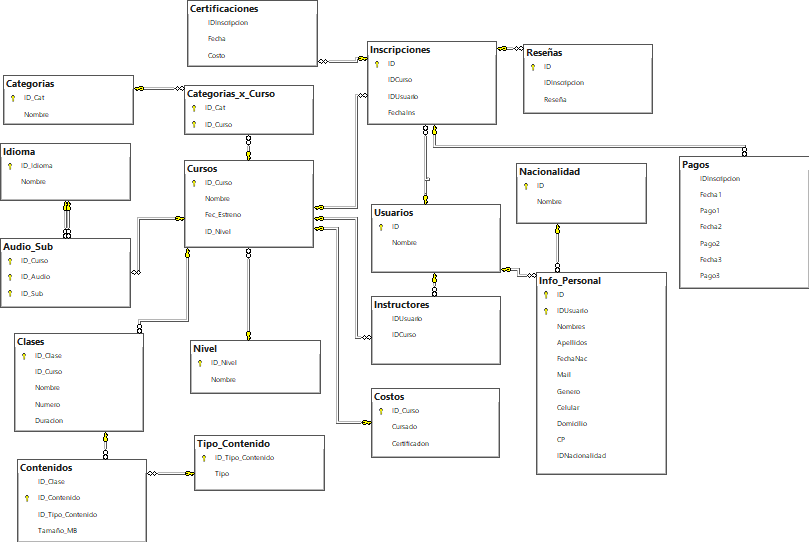 Certificaciones
IDInscripcion
Fecha
Costo
Inscripciones
ID
IDCurso
IDUsuario
FechaIns
Reseñas
ID
IDInscripcion
Reseña
Categorias
ID_Cat
Nombre
Categorias_x_Curso
ID_Cat
ID_Curso
Idioma
ID_Idioma
Nombre
Cursos
ID_Curso
Nombre
Fec_Estreno
ID_Nivel
Nacionalidad
ID
Nombre
Pagos
IDInscripcion
Fecha1
Pago1
Fecha2
Pago2
Fecha3
Pago3
Usuarios
ID
Nombre
Audio_Sub
ID_Curso
ID_Audio
ID_Sub
Info_Personal
ID
IDUsuario
Nombres
Apellidos
FechaNac
Mail
Genero
Celular
Domicilio
CP
IDNacionalidad
Instructores
IDUsuario
IDCurso
Clases
ID_Clase
ID_Curso
Nombre
Numero
Duracion
Nivel
ID_Nivel
Nombre
Costos
ID_Curso
Cursado
Certificacion
Tipo_Contenido
ID_Tipo_Contenido
Tipo
Contenidos
ID_Clase
ID_Contenido
ID_Tipo_Contenido
Tamaño_MB